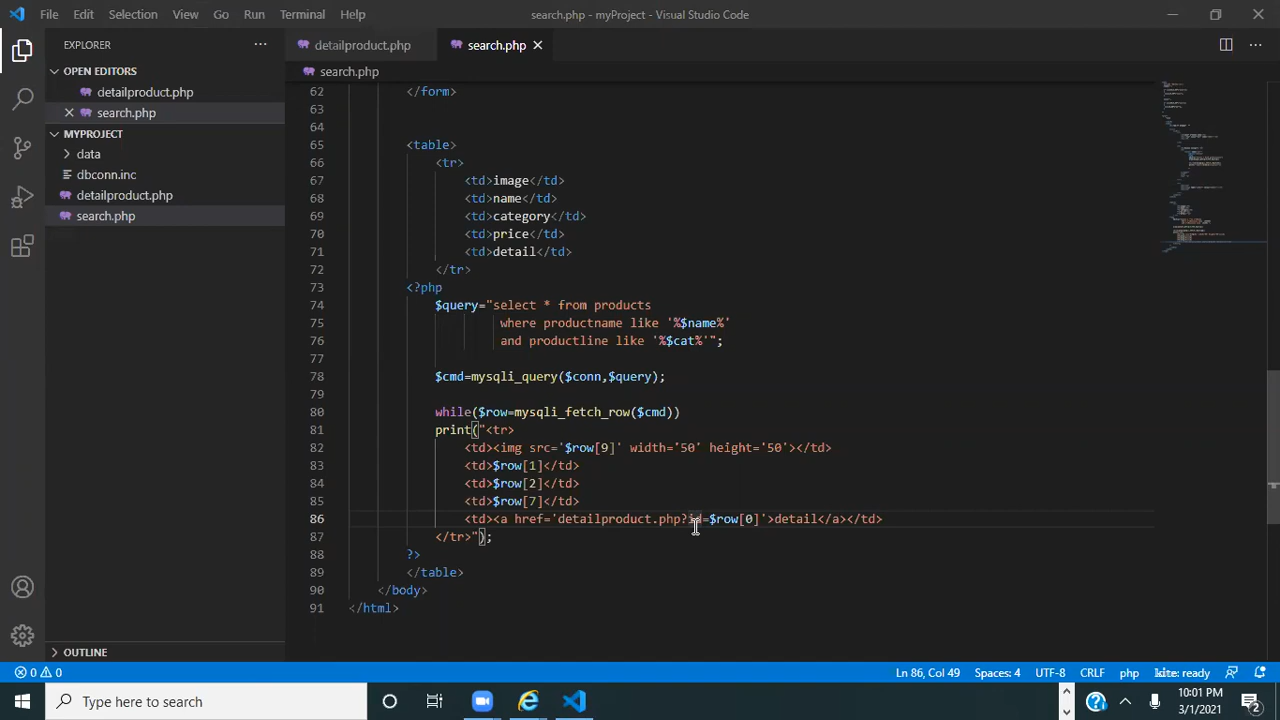 File Edit Selection View Go Run Terminal Help
search.php - myProject - Visual Studio Code
EXPLORER
OPEN EDITORS
detailproduct.php
search.php
MYPROJECT
data
dbconn.inc
detailproduct.php
search.php
OUTLINE
detailproduct.php search.php
search.php
62 </form>
63
64
65 <table>
66 <tr>
67 <td>image</td>
68 <td>name</td>
69 <td>category</td>
70 <td>price</td>
71 <td>detail</td>
72 </tr>
73 <?php
74 $query="select * from products
75 where productname like '%$name%'
76 and productline like '%$cat%'";
77
78 $cmd=mysqli_query($conn,$query);
79
80 while($row=mysqli_fetch_row($cmd))
81 print("<tr>
82 <td><img src='$row[9]' width='50' height='50'></td>
83 <td>$row[1]</td>
84 <td>$row[2]</td>
85 <td>$row[7]</td>
86 <td><a href='detailproduct.php?id=$row[0]'>detail</a></td>
87 </tr>");
88 ?>
89 </table>
90 </body>
91 </html>
0 0 Ln 86, Col 49 Spaces: 4 UTF-8 CRLF php kite: ready
Type here to search
10:01 PM
3/1/2021
2